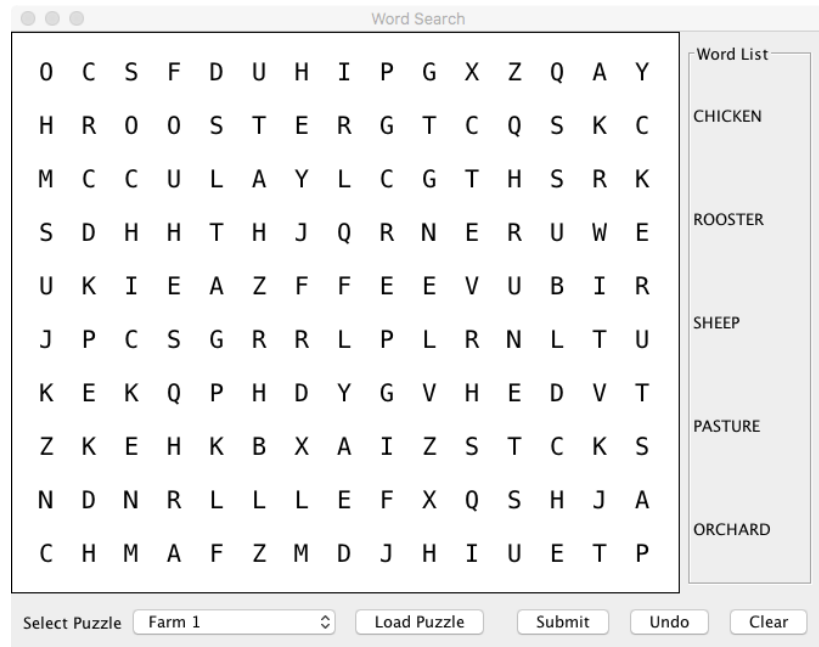 Word Search
O C S F D U H I P G X Z Q A Y
H R O O S T E R G T C Q S K C
M C C U L A Y L C G T H S R K
S D H H T H J Q R N E R U W E
U K I E A Z F F E E V U B I R
J P C S G R R L P L R N L T U
K E K Q P H D Y G V H E D V T
Z K E H K B X A I Z S T C K S
N D N R L L L E F X Q S H J A
C H M A F Z M D J H I U E T P
Word List
CHICKEN
ROOSTER
SHEEP
PASTURE
ORCHARD
Select Puzzle Farm 1 Load Puzzle Submit Undo Clear